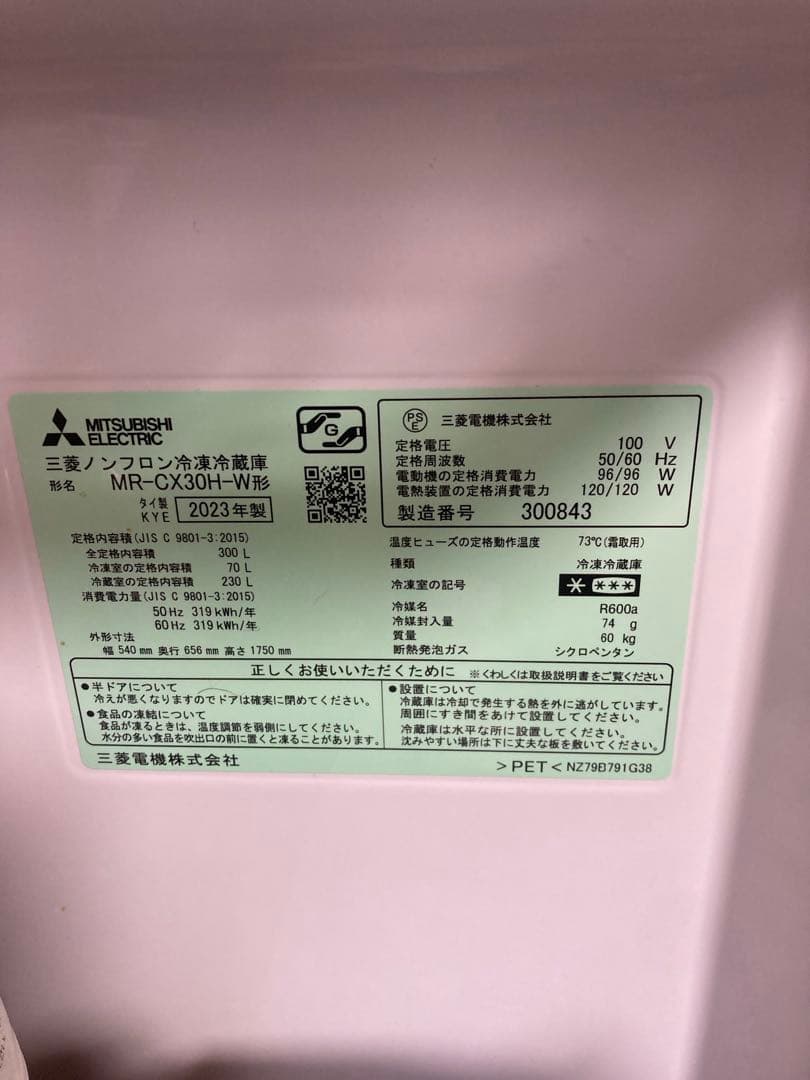 MITSUBISHI
ELECTRIC
G
三菱ノンフロン冷凍冷蔵庫
形名 MR-CX30H-W形
タイ製
KYE 2023年製
PSE 三菱電機株式会社
定格電圧 100 V
定格周波数 50/60 Hz
電動機の定格消費電力 96/96 W
電熱装置の定格消費電力 120/120 W
製造番号 300843
定格内容積(JIS C 9801-3:2015)
全定格内容積 300 L
冷凍室の定格内容積 70 L
冷蔵室の定格内容積 230 L
消費電力量(JIS C 9801-3:2015)
50Hz 319kWh/年
60Hz 319kWh/年
外形寸法
幅 540mm 奥行 656mm 高さ 1750mm
温度ヒューズの定格動作温度 73℃(霜取用)
種類 冷凍冷蔵庫
冷凍室の記号 * ***
冷媒名 R600a
冷媒封入量 74 g
質量 60 kg
断熱発泡ガス シクロペンタン
正しくお使いいただくために ※くわしくは取扱説明書をご覧ください
●半ドアについて
冷えが悪くなりますのでドアは確実に閉めてください。
●食品の凍結について
食品が凍るときは、温度調節を弱側にしてください。
水分の多い食品を吹出口の前に置くと凍ることがあります。
●設置について
冷蔵庫は冷却で発生する熱を外に逃がしています。
周囲にすき間をあけて設置してください。
冷蔵庫は水平な所に設置してください。
沈みやすい場所は下に丈夫な板を敷いてください。
三菱電機株式会社
>PET< NZ79B791G38